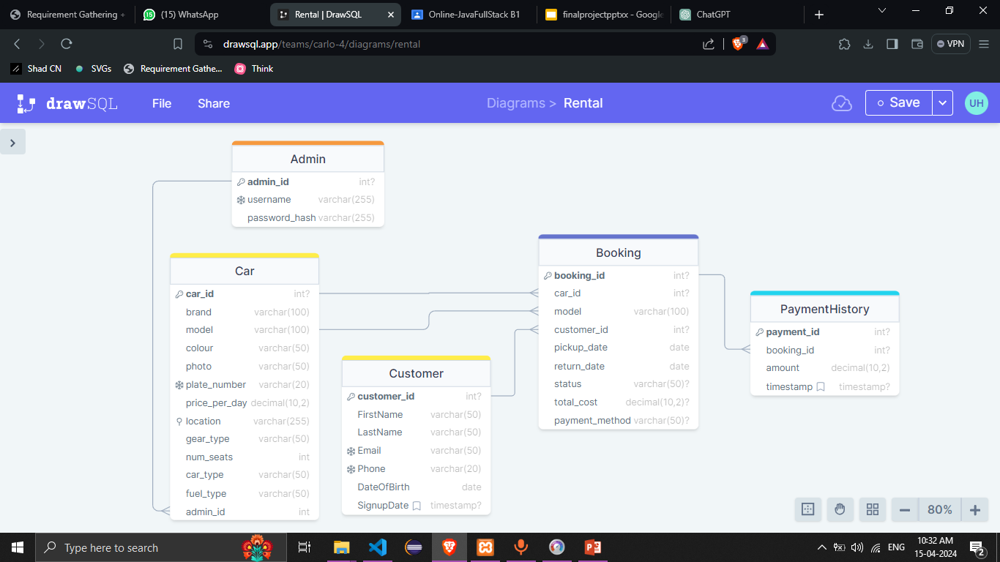 Requirement Gathering +
(15) WhatsApp
Rental | DrawSQL
Online-JavaFullStack B1
finalprojectpptxx - Google
ChatGPT
drawsql.app/teams/carlo-4/diagrams/rental
3
VPN
Shad CN
SVGs
Requirement Gathe...
Think
drawSQL
File
Share
Diagrams > Rental
Save
UH
Admin
admin_id int?
username varchar(255)
password_hash varchar(255)
Car
car_id int?
brand varchar(100)
model varchar(100)
colour varchar(50)
photo varchar(50)
plate_number varchar(20)
price_per_day decimal(10,2)
location varchar(255)
gear_type varchar(50)
num_seats int
car_type varchar(50)
fuel_type varchar(50)
admin_id int
Customer
customer_id int?
FirstName varchar(50)
LastName varchar(50)
Email varchar(50)
Phone varchar(20)
DateOfBirth date
SignupDate timestamp?
Booking
booking_id int?
car_id int?
model varchar(100)
customer_id int?
pickup_date date
return_date date
status varchar(50)?
total_cost decimal(10,2)?
payment_method varchar(50)?
PaymentHistory
payment_id int?
booking_id int?
amount decimal(10,2)
timestamp timestamp?
80%
Type here to search
ENG
10:32 AM
15-04-2024
2